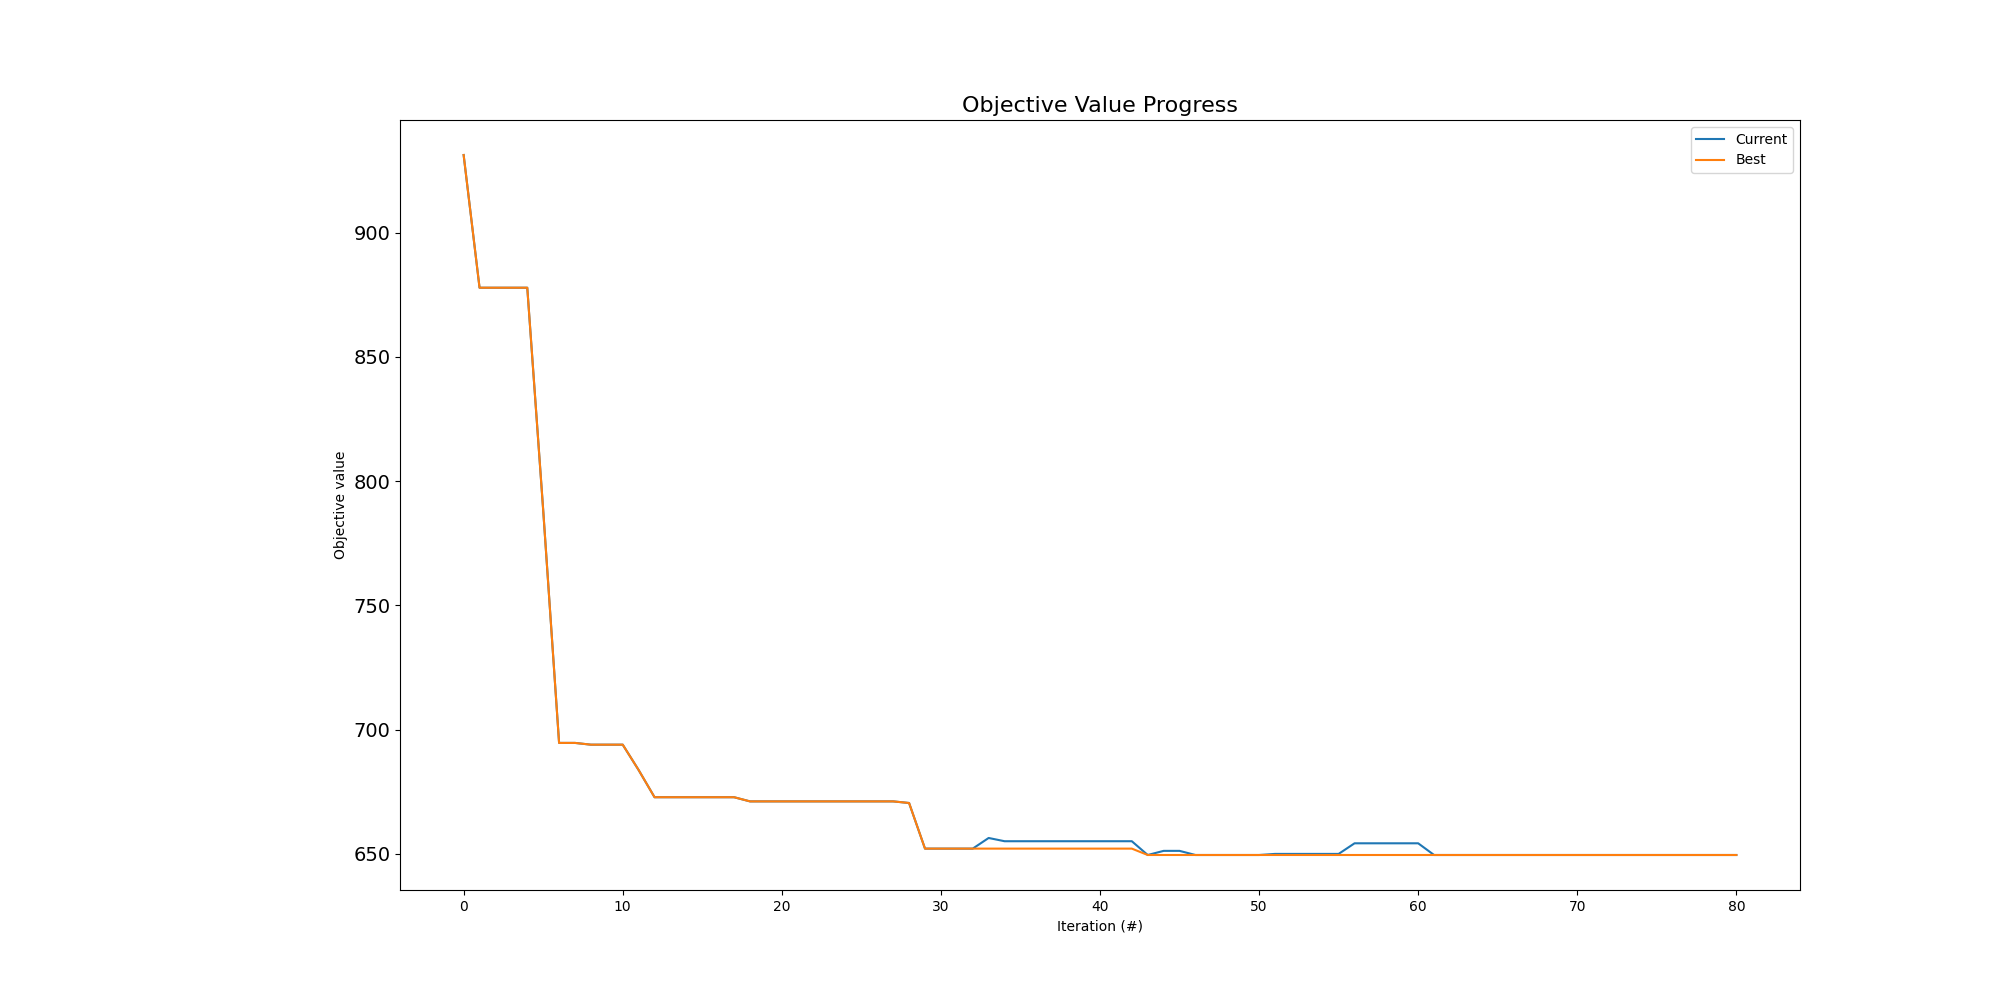 Objective Value Progress
Current
Best
900
850
800
750
700
650
Objective value
0 10 20 30 40 50 60 70 80
Iteration (#)